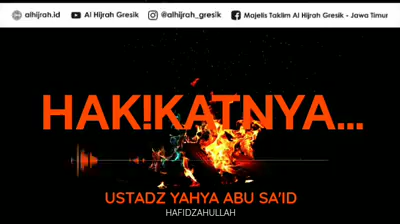 alhijrah.id Al Hijrah Gresik @alhijrah_gresik Majelis Taklim Al Hijrah Gresik - Jawa Timur
HAK!KATNYA...
USTADZ YAHYA ABU SA'ID
HAFIDZAHULLAH